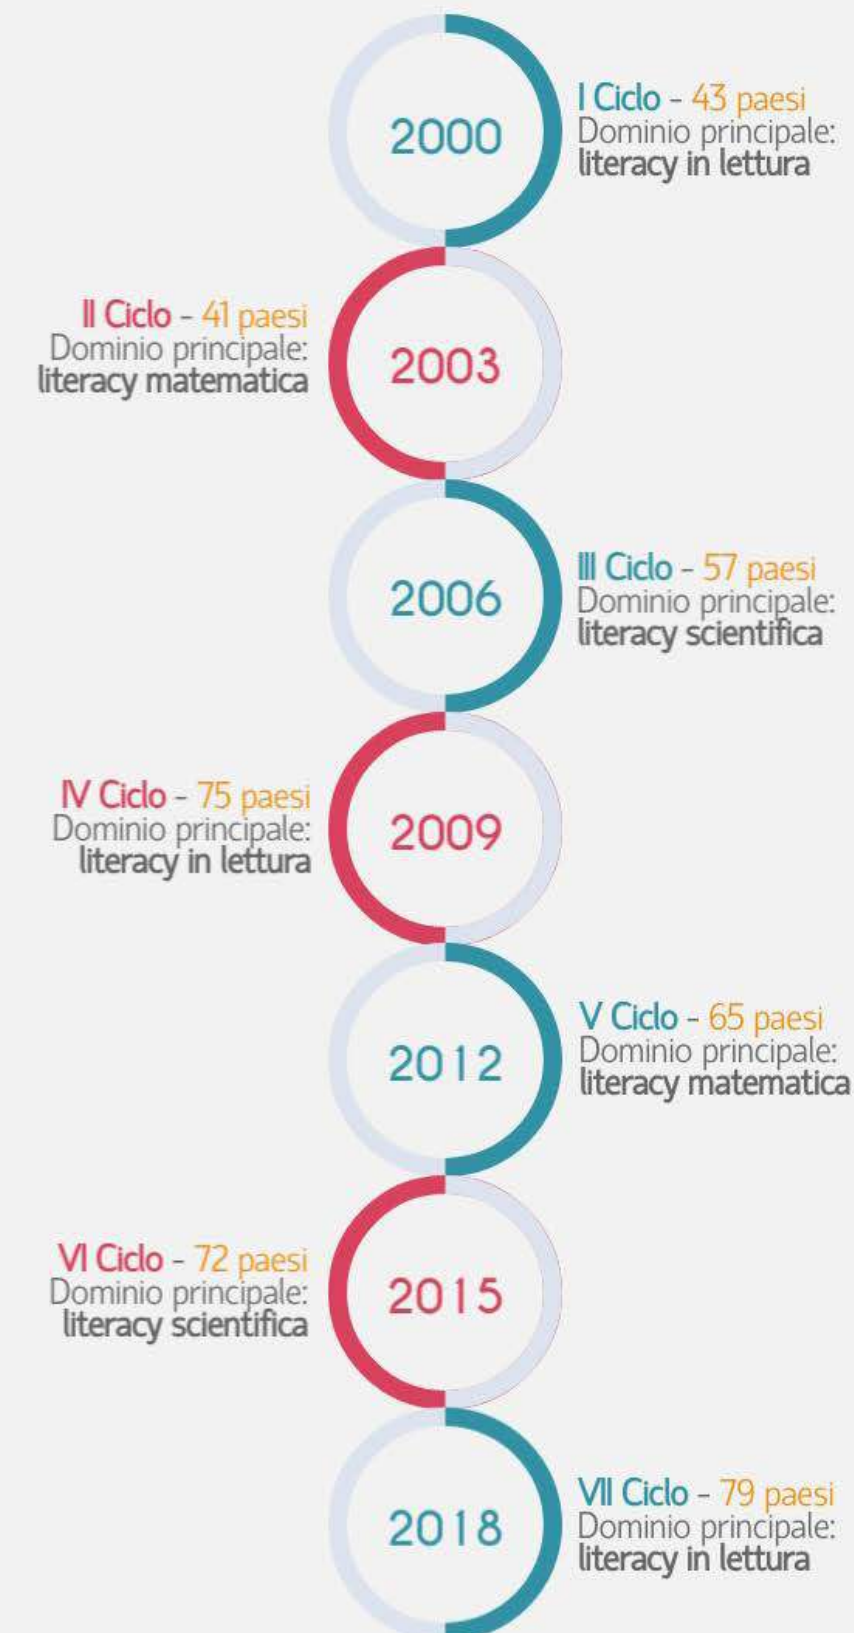 2000
I Ciclo - 43 paesi
Dominio principale:
literacy in lettura
II Ciclo - 41 paesi
Dominio principale:
literacy matematica
2003
2006
III Ciclo - 57 paesi
Dominio principale:
literacy scientifica
IV Ciclo - 75 paesi
Dominio principale:
literacy in lettura
2009
2012
V Ciclo - 65 paesi
Dominio principale:
literacy matematica
VI Ciclo - 72 paesi
Dominio principale:
literacy scientifica
2015
2018
VII Ciclo - 79 paesi
Dominio principale:
literacy in lettura